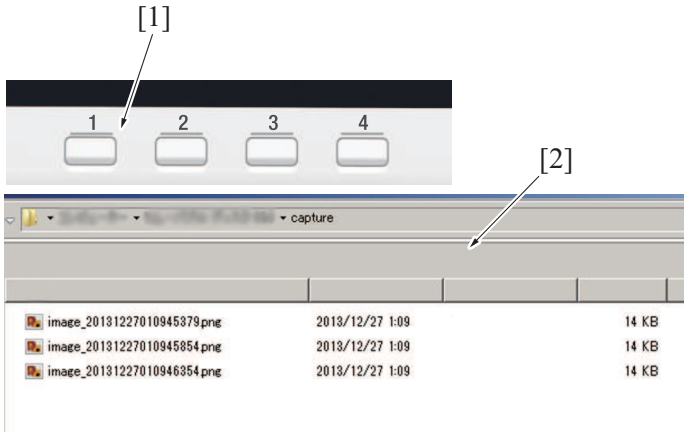 [1]
1 2 3 4
[2]
capture
image_20131227010945379.png 2013/12/27 1:09 14 KB
image_20131227010945854.png 2013/12/27 1:09 14 KB
image_20131227010946354.png 2013/12/27 1:09 14 KB